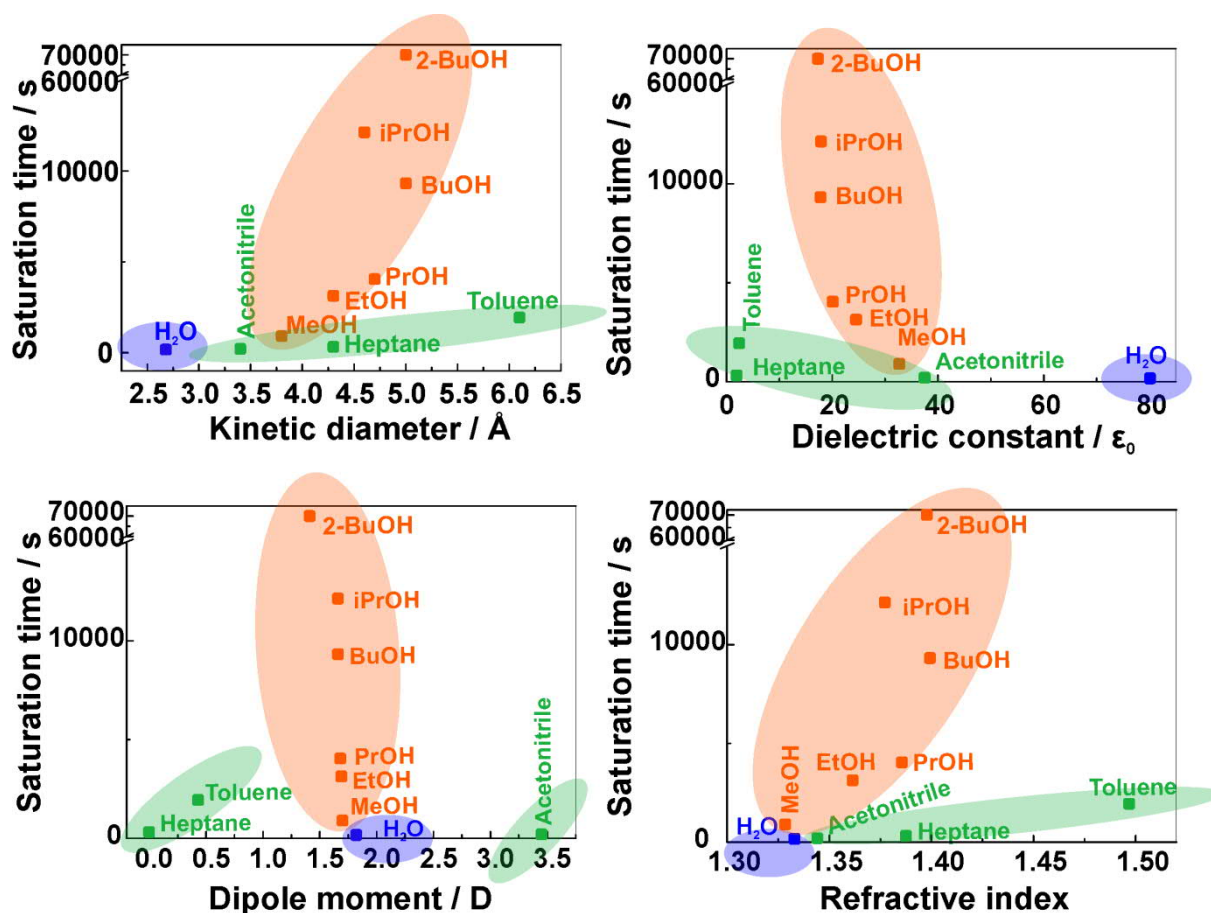 Saturation time / s
70000
60000
10000
0
2-BuOH
iPrOH
BuOH
PrOH
EtOH
MeOH
Acetonitrile
Toluene
Heptane
H₂O
2.5 3.0 3.5 4.0 4.5 5.0 5.5 6.0 6.5
Kinetic diameter / Å
Saturation time / s
70000
60000
10000
0
2-BuOH
iPrOH
BuOH
PrOH
EtOH
MeOH
Toluene
Heptane
Acetonitrile
H₂O
0 20 40 60 80
Dielectric constant / ε₀
Saturation time / s
70000
60000
10000
0
2-BuOH
iPrOH
BuOH
PrOH
EtOH
MeOH
Toluene
Heptane
H₂O
Acetonitrile
0.0 0.5 1.0 1.5 2.0 2.5 3.0 3.5
Dipole moment / D
Saturation time / s
70000
60000
10000
0
2-BuOH
iPrOH
BuOH
MeOH
EtOH
PrOH
Acetonitrile
Toluene
H₂O
Heptane
1.30 1.35 1.40 1.45 1.50
Refractive index